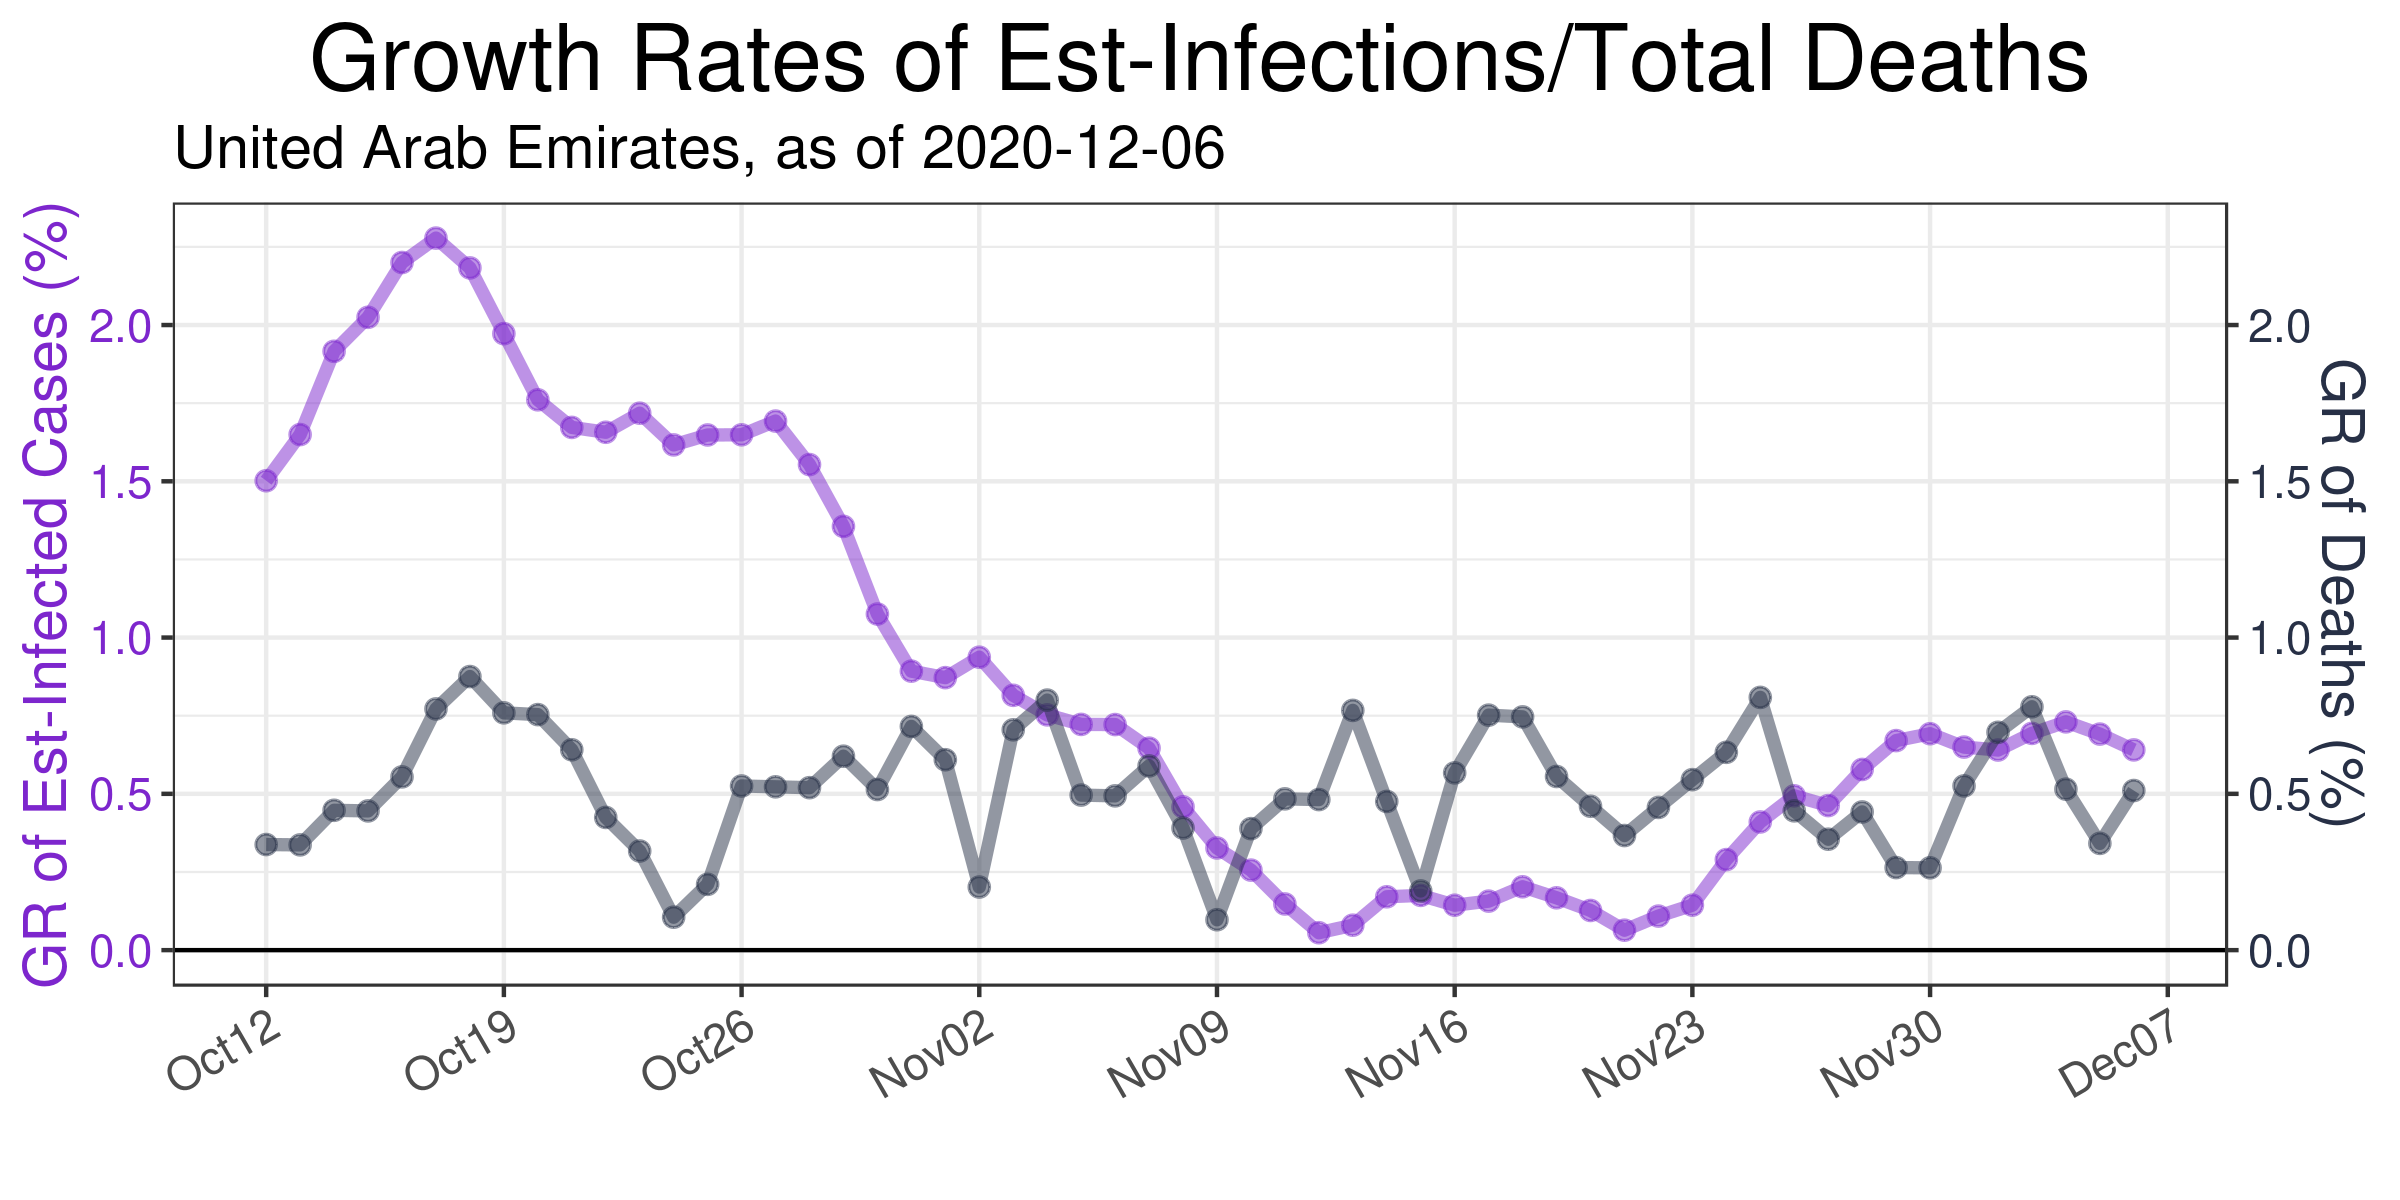 Growth Rates of Est-Infections/Total Deaths
United Arab Emirates, as of 2020-12-06
GR of Est-Infected Cases (%)
2.0
1.5
1.0
0.5
0.0
2.0
1.5
1.0
0.5
0.0
GR of Deaths (%)
Oct12
Oct19
Oct26
Nov02
Nov09
Nov16
Nov23
Nov30
Dec07